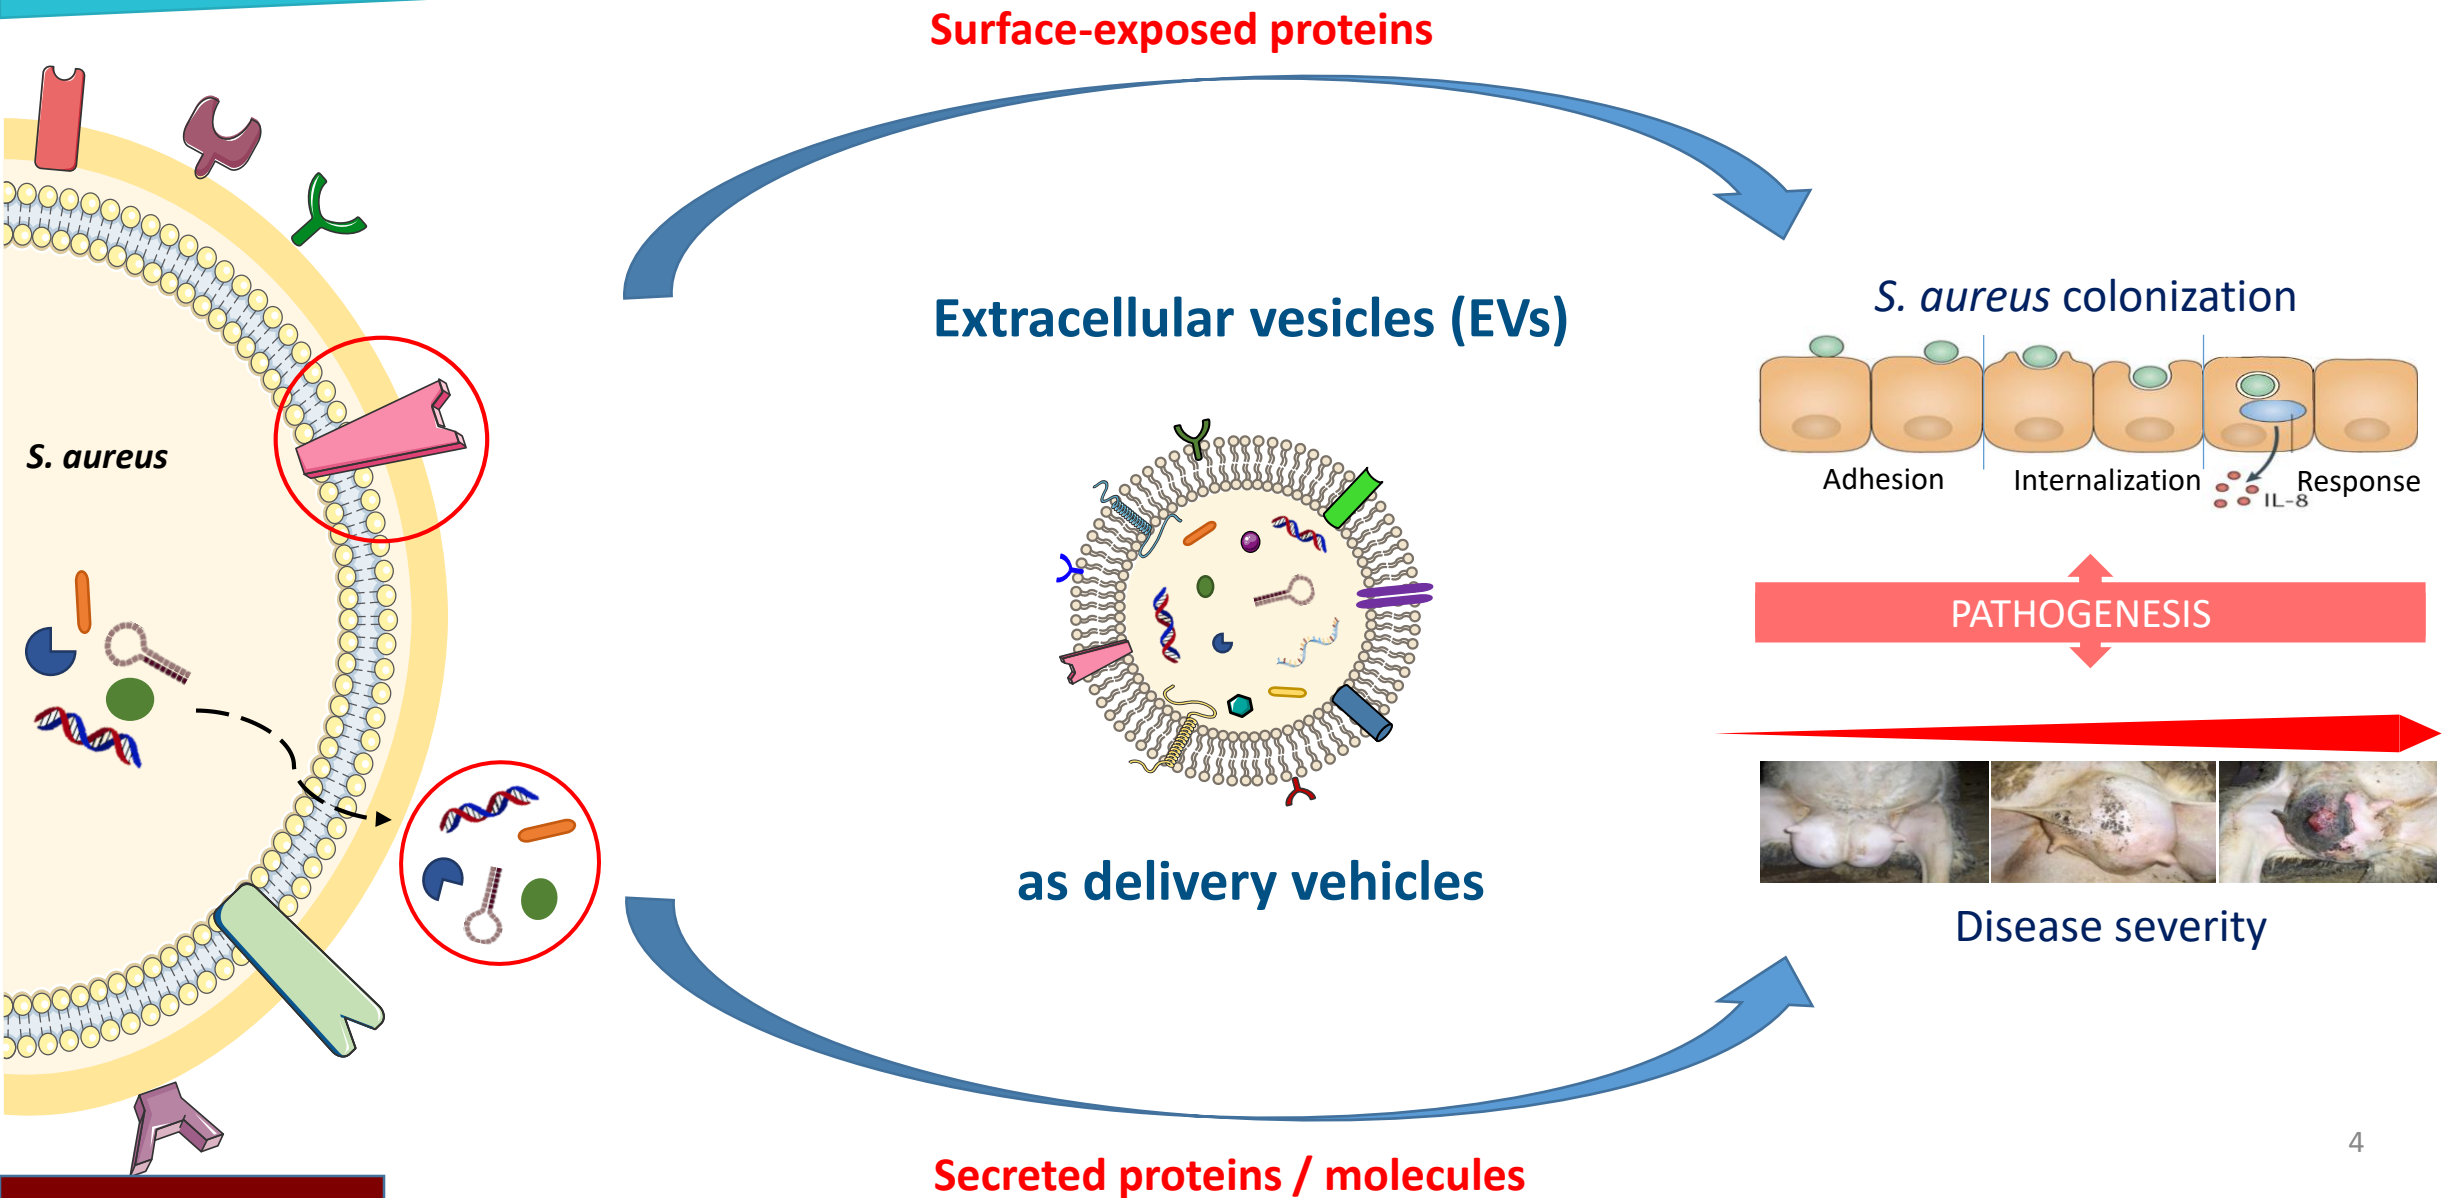 Surface-exposed proteins
S. aureus
Extracellular vesicles (EVs)
as delivery vehicles
S. aureus colonization
Adhesion
Internalization
IL-8
Response
PATHOGENESIS
Disease severity
Secreted proteins / molecules
4